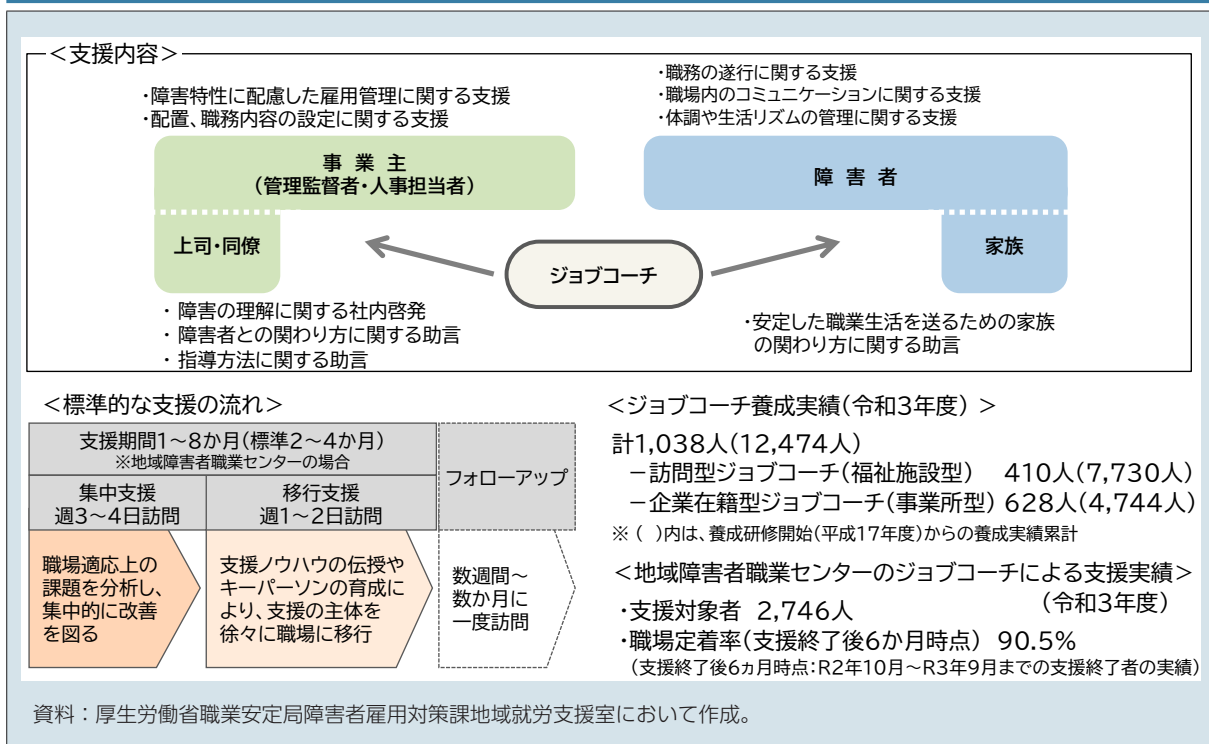 <支援内容>
・障害特性に配慮した雇用管理に関する支援
・配置、職務内容の設定に関する支援
・職務の遂行に関する支援
・職場内のコミュニケーションに関する支援
・体調や生活リズムの管理に関する支援
事 業 主
(管理監督者・人事担当者)
障 害 者
上司・同僚
家族
ジョブコーチ
・ 障害の理解に関する社内啓発
・ 障害者との関わり方に関する助言
・ 指導方法に関する助言
・安定した職業生活を送るための家族
の関わり方に関する助言
<標準的な支援の流れ>
支援期間1~8か月(標準2~4か月)
※地域障害者職業センターの場合
フォローアップ
集中支援
週3~4日訪問
移行支援
週1~2日訪問
職場適応上の
課題を分析し、
集中的に改善
を図る
支援ノウハウの伝授や
キーパーソンの育成に
より、支援の主体を
徐々に職場に移行
数週間~
数か月に
一度訪問
<ジョブコーチ養成実績(令和3年度) >
計1,038人(12,474人)
-訪問型ジョブコーチ(福祉施設型) 410人(7,730人)
-企業在籍型ジョブコーチ(事業所型) 628人(4,744人)
※ ( )内は、養成研修開始(平成17年度)からの養成実績累計
<地域障害者職業センターのジョブコーチによる支援実績>
(令和3年度)
・支援対象者 2,746人
・職場定着率(支援終了後6か月時点) 90.5%
(支援終了後6ヵ月時点:R2年10月~R3年9月までの支援終了者の実績)
資料:厚生労働省職業安定局障害者雇用対策課地域就労支援室において作成。